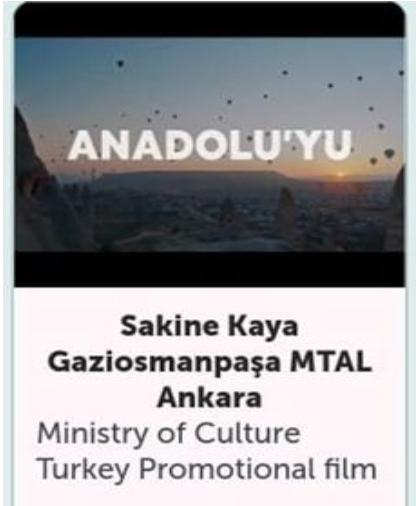 ANADOLU'YU
Sakine Kaya
Gaziosmanpaşa MTAL
Ankara
Ministry of Culture
Turkey Promotional film